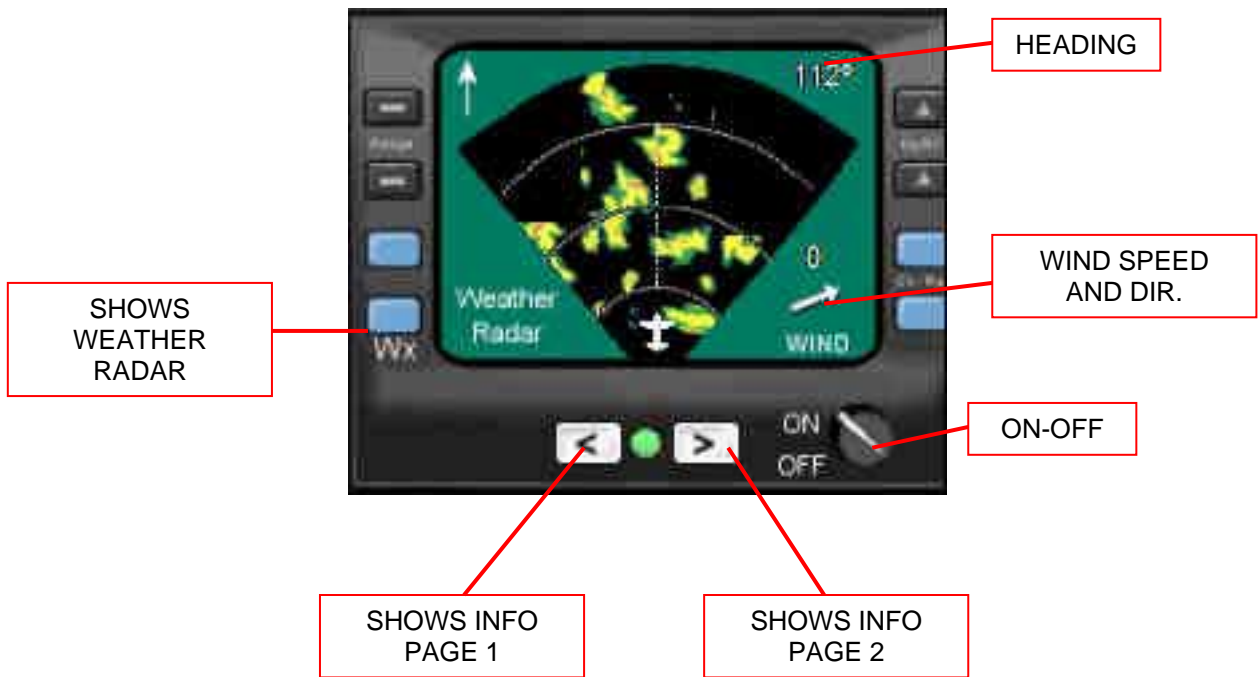 HEADING
112°
WIND SPEED
AND DIR.
0
WIND
Weather
Radar
SHOWS
WEATHER
RADAR
Wx
ON
OFF
ON-OFF
<
>
SHOWS INFO
PAGE 1
SHOWS INFO
PAGE 2